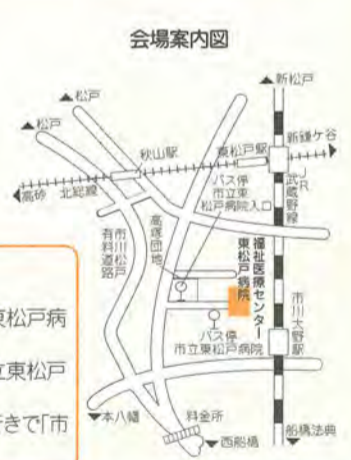 会場案内図
▲新松戸
▲松戸
▲松戸
新鎌ケ谷
秋山駅
東松戸駅
◀高砂
北総線
JR武蔵野線
バス停
市立東
松戸病院入口
市川松戸
有料道路
高塚団地
福祉医療センター
東松戸病院
市川大野駅
バス停
市立東松戸病院
東松戸病
立東松戸
行きで「市
▼本八幡
料金所
▼西船橋
船橋法典